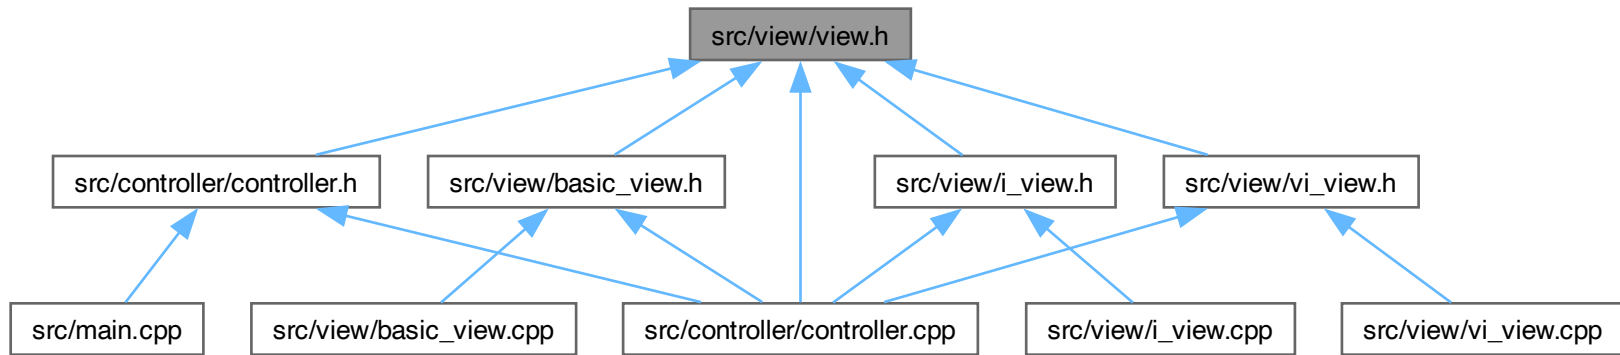 src/view/view.h
src/controller/controller.h
src/view/basic_view.h
src/view/i_view.h
src/view/vi_view.h
src/main.cpp
src/view/basic_view.cpp
src/controller/controller.cpp
src/view/i_view.cpp
src/view/vi_view.cpp